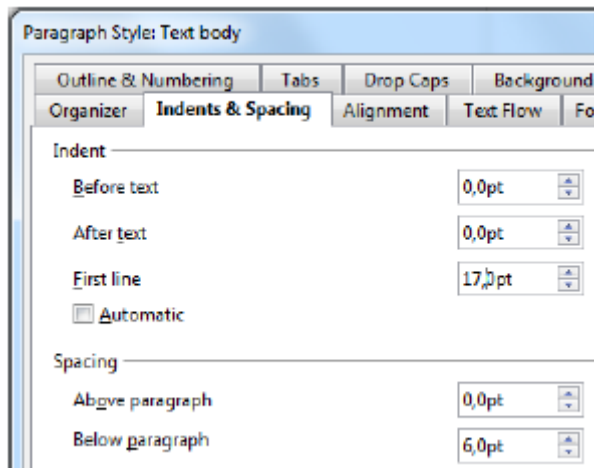 Paragraph Style: Text body
Outline & Numbering Tabs Drop Caps Background
Organizer Indents & Spacing Alignment Text Flow Fo
Indent
Before text 0,0pt
After text 0,0pt
First line 17,0pt
Automatic
Spacing
Above paragraph 0,0pt
Below paragraph 6,0pt